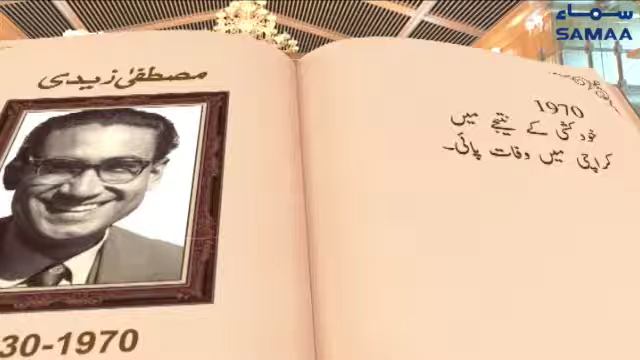 سماء
SAMAA
مصطفیٰ زیدی
30-1970
1970
خودکشی کے نتیجے میں
کراچی میں وفات پائی۔